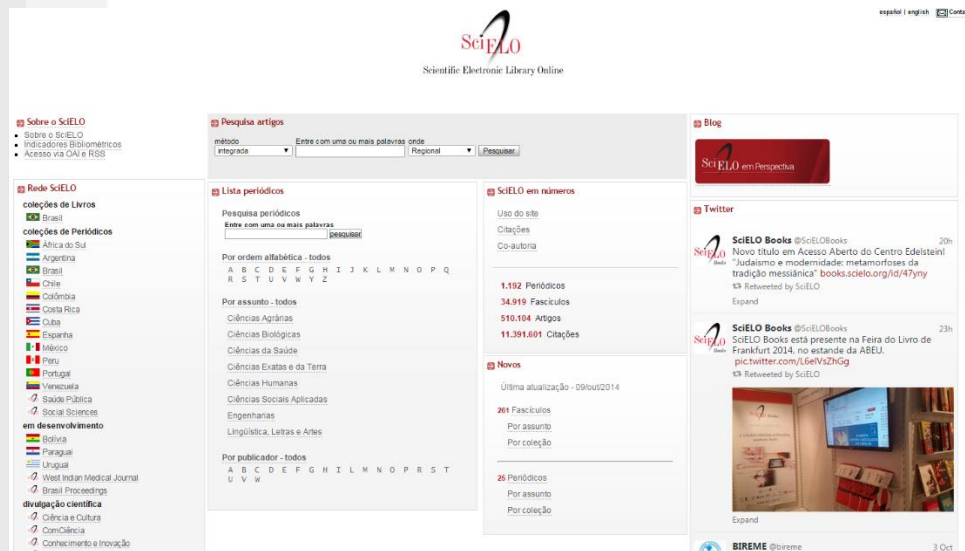 español | english
SciELO
Scientific Electronic Library Online
Sobre o SciELO
Sobre o SciELO
Indicadores Bibliométricos
Acesso via OAI e RSS
Rede SciELO
coleções de Livros
Brasil
coleções de Periódicos
África do Sul
Argentina
Brasil
Chile
Colômbia
Costa Rica
Cuba
Espanha
México
Peru
Portugal
Venezuela
Saúde Pública
Social Sciences
em desenvolvimento
Bolívia
Paraguai
Uruguai
West Indian Medical Journal
Brasil Proceedings
divulgação científica
Ciência e Cultura
ComCiência
Conhecimento e Inovação
Pesquisa artigos
método Entre com uma ou mais palavras onde
integrada Regional Pesquisar
Lista periódicos
Pesquisa periódicos
Entre com uma ou mais palavras
pesquisar
Por ordem alfabética - todos
A B C D E F G H I J K L M N O P Q
R S T U V W Y Z
Por assunto - todos
Ciências Agrárias
Ciências Biológicas
Ciências da Saúde
Ciências Exatas e da Terra
Ciências Humanas
Ciências Sociais Aplicadas
Engenharias
Lingüística, Letras e Artes
Por publicador - todos
A B C D E F G H I L M N O P R S T
U V W
SciELO em números
Uso do site
Citações
Co-autoria
1.192 Periódicos
34.919 Fascículos
510.104 Artigos
11.391.601 Citações
Novos
Última atualização - 09/out/2014
261 Fascículos
Por assunto
Por coleção
25 Periódicos
Por assunto
Por coleção
Blog
SciELO em Perspectiva
Twitter
SciELO Books @SciELOBooks 20h
Novo título em Acesso Aberto do Centro Edelstein!
"Judaísmo e modernidade: metamorfoses da
tradição messiânica" books.scielo.org/id/47yny
Retweeted by SciELO
Expand
SciELO Books @SciELOBooks 23h
SciELO Books está presente na Feira do Livro de
Frankfurt 2014, no estande da ABEU.
pic.twitter.com/L6eIVsZhGg
Retweeted by SciELO
Expand
BIREME @bireme 3 Oct